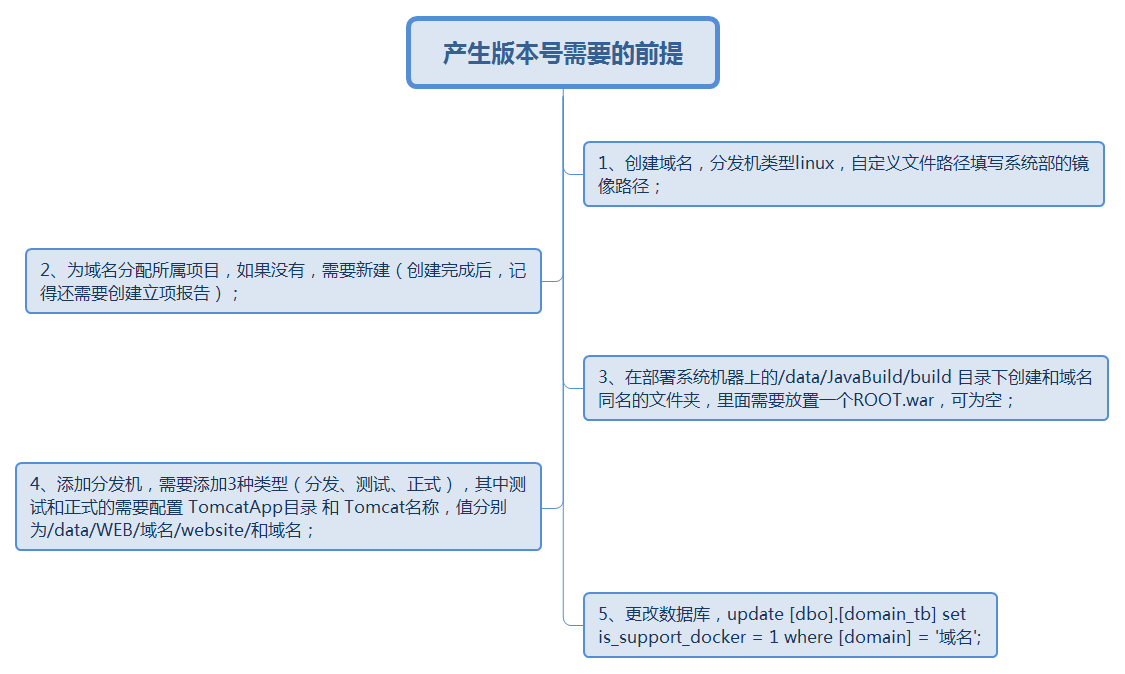 产生版本号需要的前提
1、创建域名，分发机类型linux，自定义文件路径填写系统部的镜
像路径；
2、为域名分配所属项目，如果没有，需要新建（创建完成后，记
得还需要创建立项报告）；
3、在部署系统机器上的/data/JavaBuild/build 目录下创建和域名
同名的文件夹，里面需要放置一个ROOT.war，可为空；
4、添加分发机，需要添加3种类型（分发、测试、正式），其中测
试和正式的需要配置 TomcatApp目录 和 Tomcat名称，值分别
为/data/WEB/域名/website/和域名；
5、更改数据库，update [dbo].[domain_tb] set
is_support_docker = 1 where [domain] = '域名';